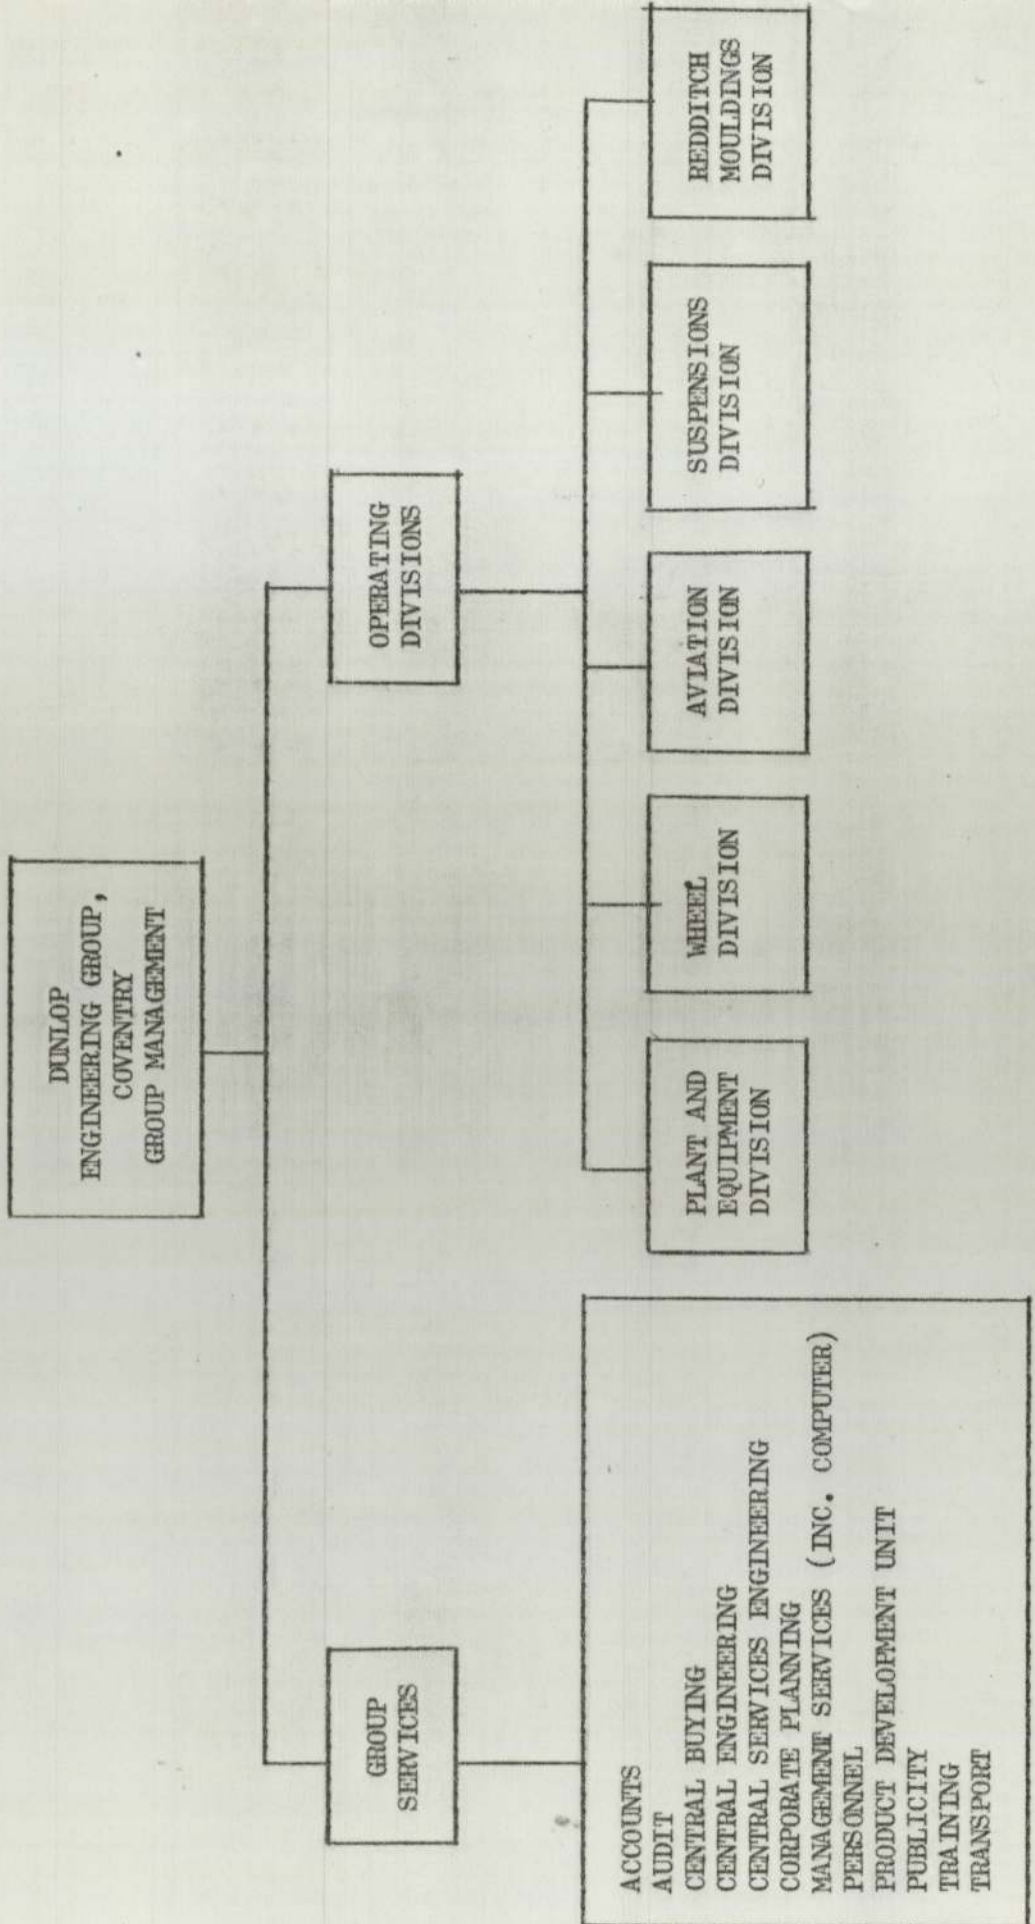 DUNLOP
ENGINEERING GROUP,
COVENTRY
GROUP MANAGEMENT
GROUP
SERVICES
OPERATING
DIVISIONS
ACCOUNTS
AUDIT
CENTRAL BUYING
CENTRAL ENGINEERING
CENTRAL SERVICES ENGINEERING
CORPORATE PLANNING
MANAGEMENT SERVICES (INC. COMPUTER)
PERSONNEL
PRODUCT DEVELOPMENT UNIT
PUBLICITY
TRAINING
TRANSPORT
PLANT AND
EQUIPMENT
DIVISION
WHEEL
DIVISION
AVIATION
DIVISION
SUSPENSIONS
DIVISION
REDDITCH
MOULDINGS
DIVISION